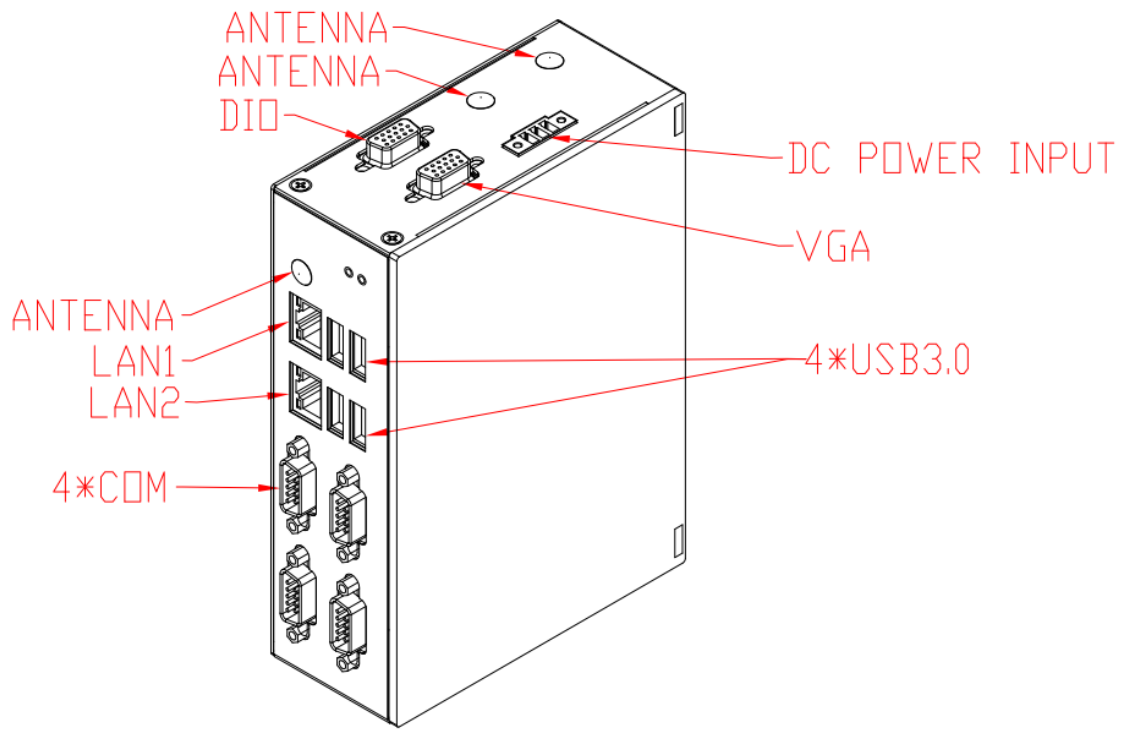 ANTENNA
ANTENNA
DIO
DC POWER INPUT
VGA
ANTENNA
LAN1
4*USB3.0
LAN2
4*COM